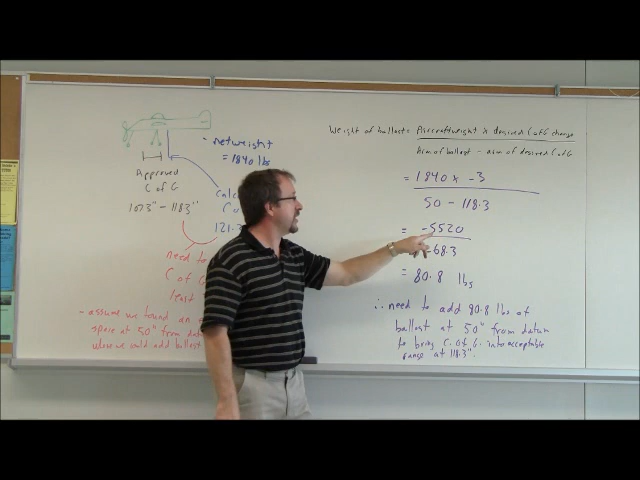 - net weight
= 1840 lbs
Approved
C of G
107.3" - 118.3"
121.3
need to
C of G
least
- assume we found an
space at 50" from datum
where we could add ballast
Weight of ballast = Aircraft weight x desired C of G change
Arm of ballast - arm of desired C of G
= 1840 x -3
50 - 118.3
= -5520
-68.3
= 80.8 lbs
∴ need to add 80.8 lbs of
ballast at 50" from datum
to bring C. of G. into acceptable
range at 118.3".